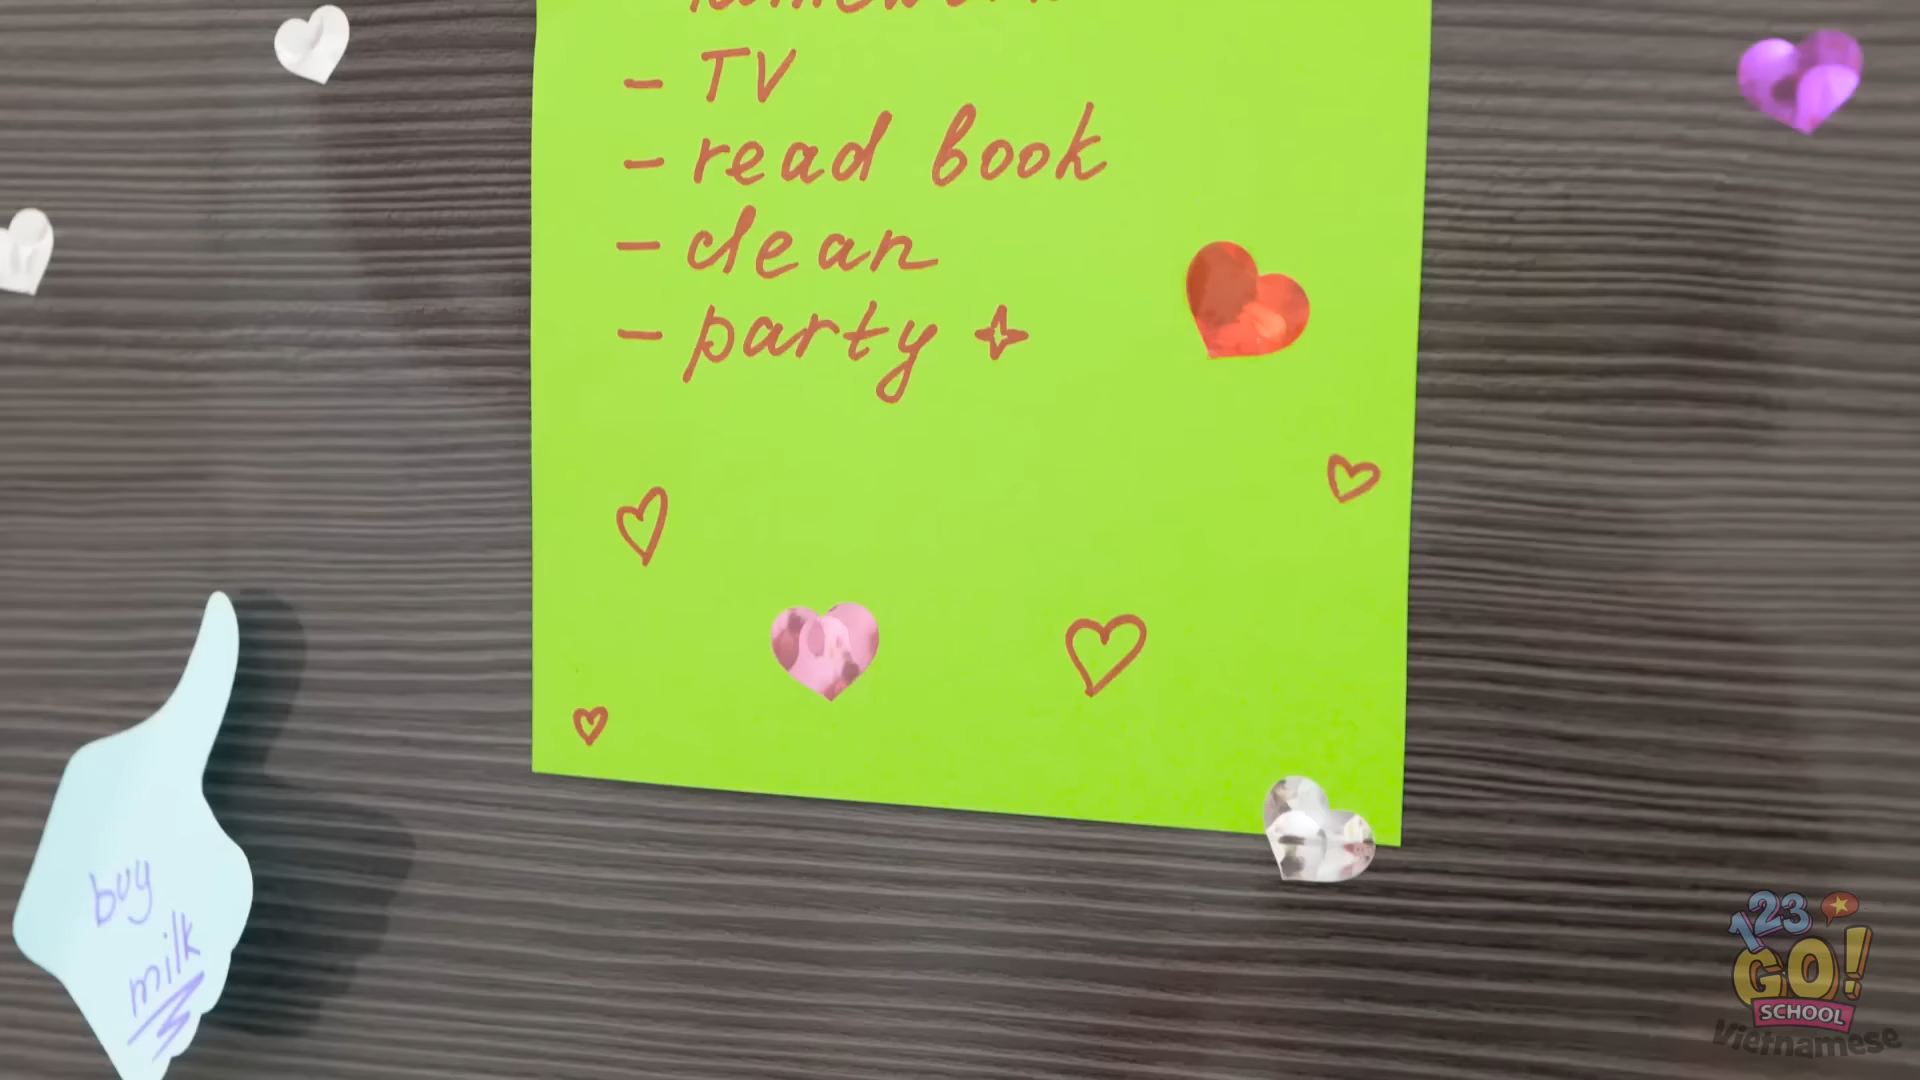 - TV
- read book
- clean
- party
buy
milk
123
GO!
SCHOOL
Vietnamese